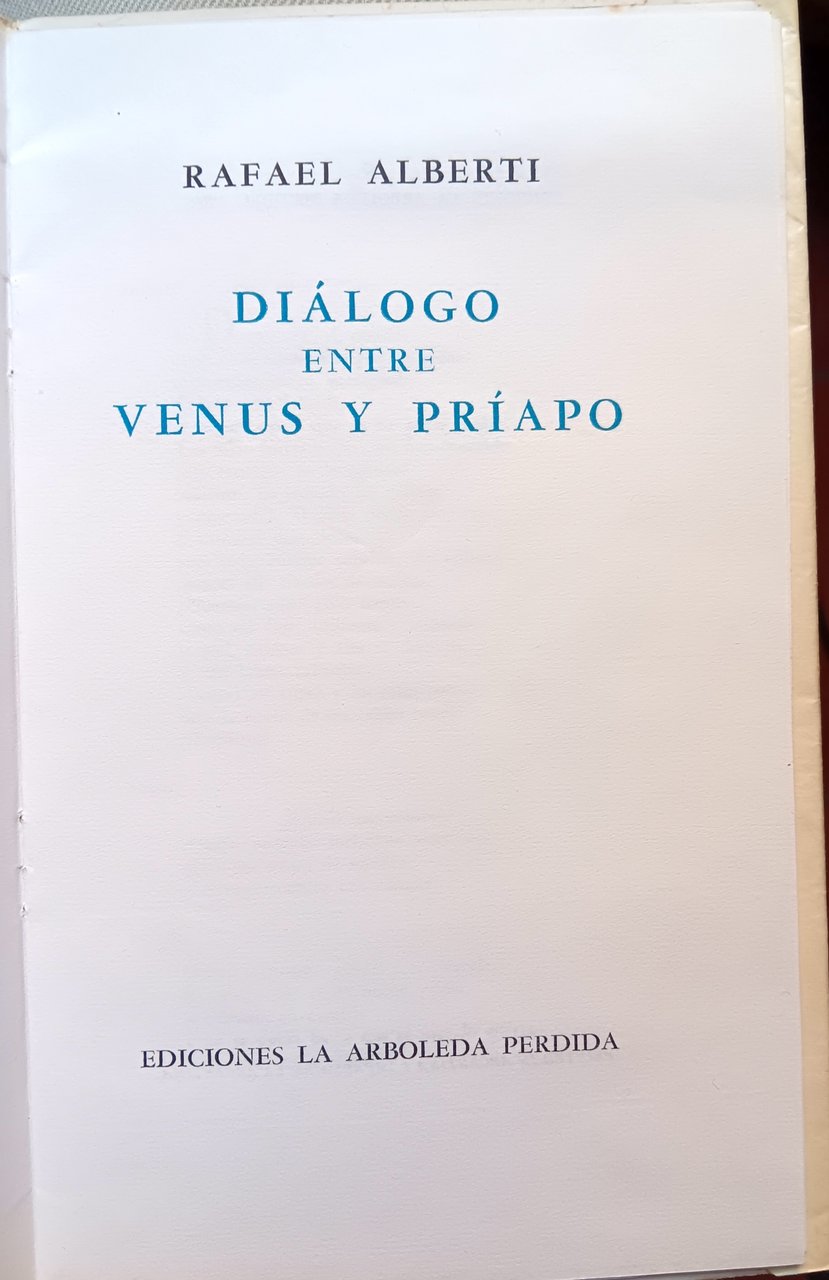 RAFAEL ALBERTI
DIÁLOGO
ENTRE
VENUS Y PRÍAPO
EDICIONES LA ARBOLEDA PERDIDA